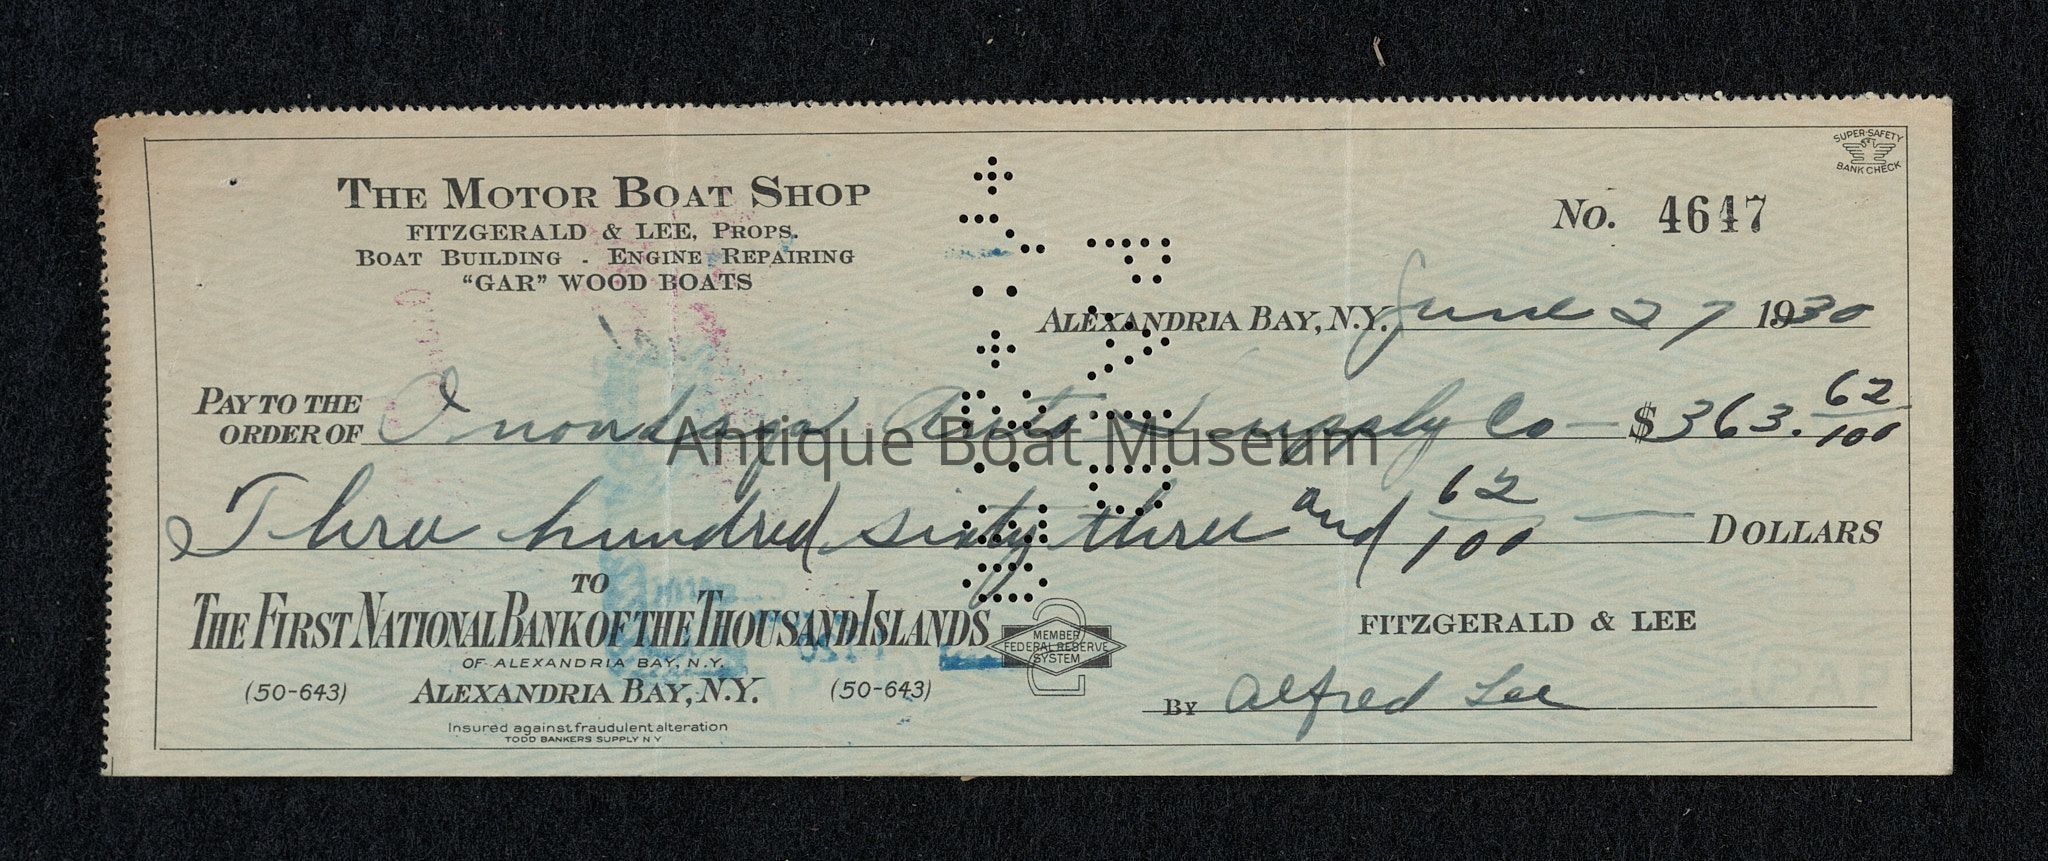 SUPER-SAFETY
BANK CHECK
THE MOTOR BOAT SHOP
FITZGERALD & LEE, PROPS.
BOAT BUILDING - ENGINE REPAIRING
"GAR" WOOD BOATS
No. 4647
ALEXANDRIA BAY, N.Y. June 27 1930
PAY TO THE
ORDER OF Onondaga Auto Supply Co $363.62/100
Antique Boat Museum
Three hundred sixty three and 62/100 DOLLARS
TO
THE FIRST NATIONAL BANK OF THE THOUSAND ISLANDS
OF ALEXANDRIA BAY, N.Y.
(50-643) ALEXANDRIA BAY, N.Y. (50-643)
Insured against fraudulent alteration
TODD BANKERS SUPPLY N Y
MEMBER
FEDERAL RESERVE
SYSTEM
FITZGERALD & LEE
BY Alfred Lee